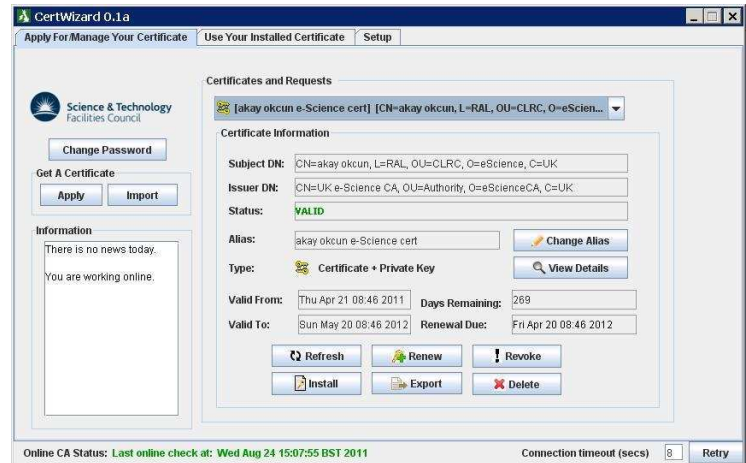 CertWizard 0.1a
Apply For/Manage Your Certificate Use Your Installed Certificate Setup
Science & Technology
Facilities Council
Change Password
Get A Certificate
Apply Import
Information
There is no news today.
You are working online.
Certificates and Requests
[akay okcun e-Science cert] [CN=akay okcun, L=RAL, OU=CLRC, O=eScien...
Certificate Information
Subject DN: CN=akay okcun, L=RAL, OU=CLRC, O=eScience, C=UK
Issuer DN: CN=UK e-Science CA, OU=Authority, O=eScienceCA, C=UK
Status: VALID
Alias: akay okcun e-Science cert Change Alias
Type: Certificate + Private Key View Details
Valid From: Thu Apr 21 08:46 2011 Days Remaining: 269
Valid To: Sun May 20 08:46 2012 Renewal Due: Fri Apr 20 08:46 2012
Refresh Renew Revoke
Install Export Delete
Online CA Status: Last online check at: Wed Aug 24 15:07:55 BST 2011 Connection timeout (secs) 8 Retry